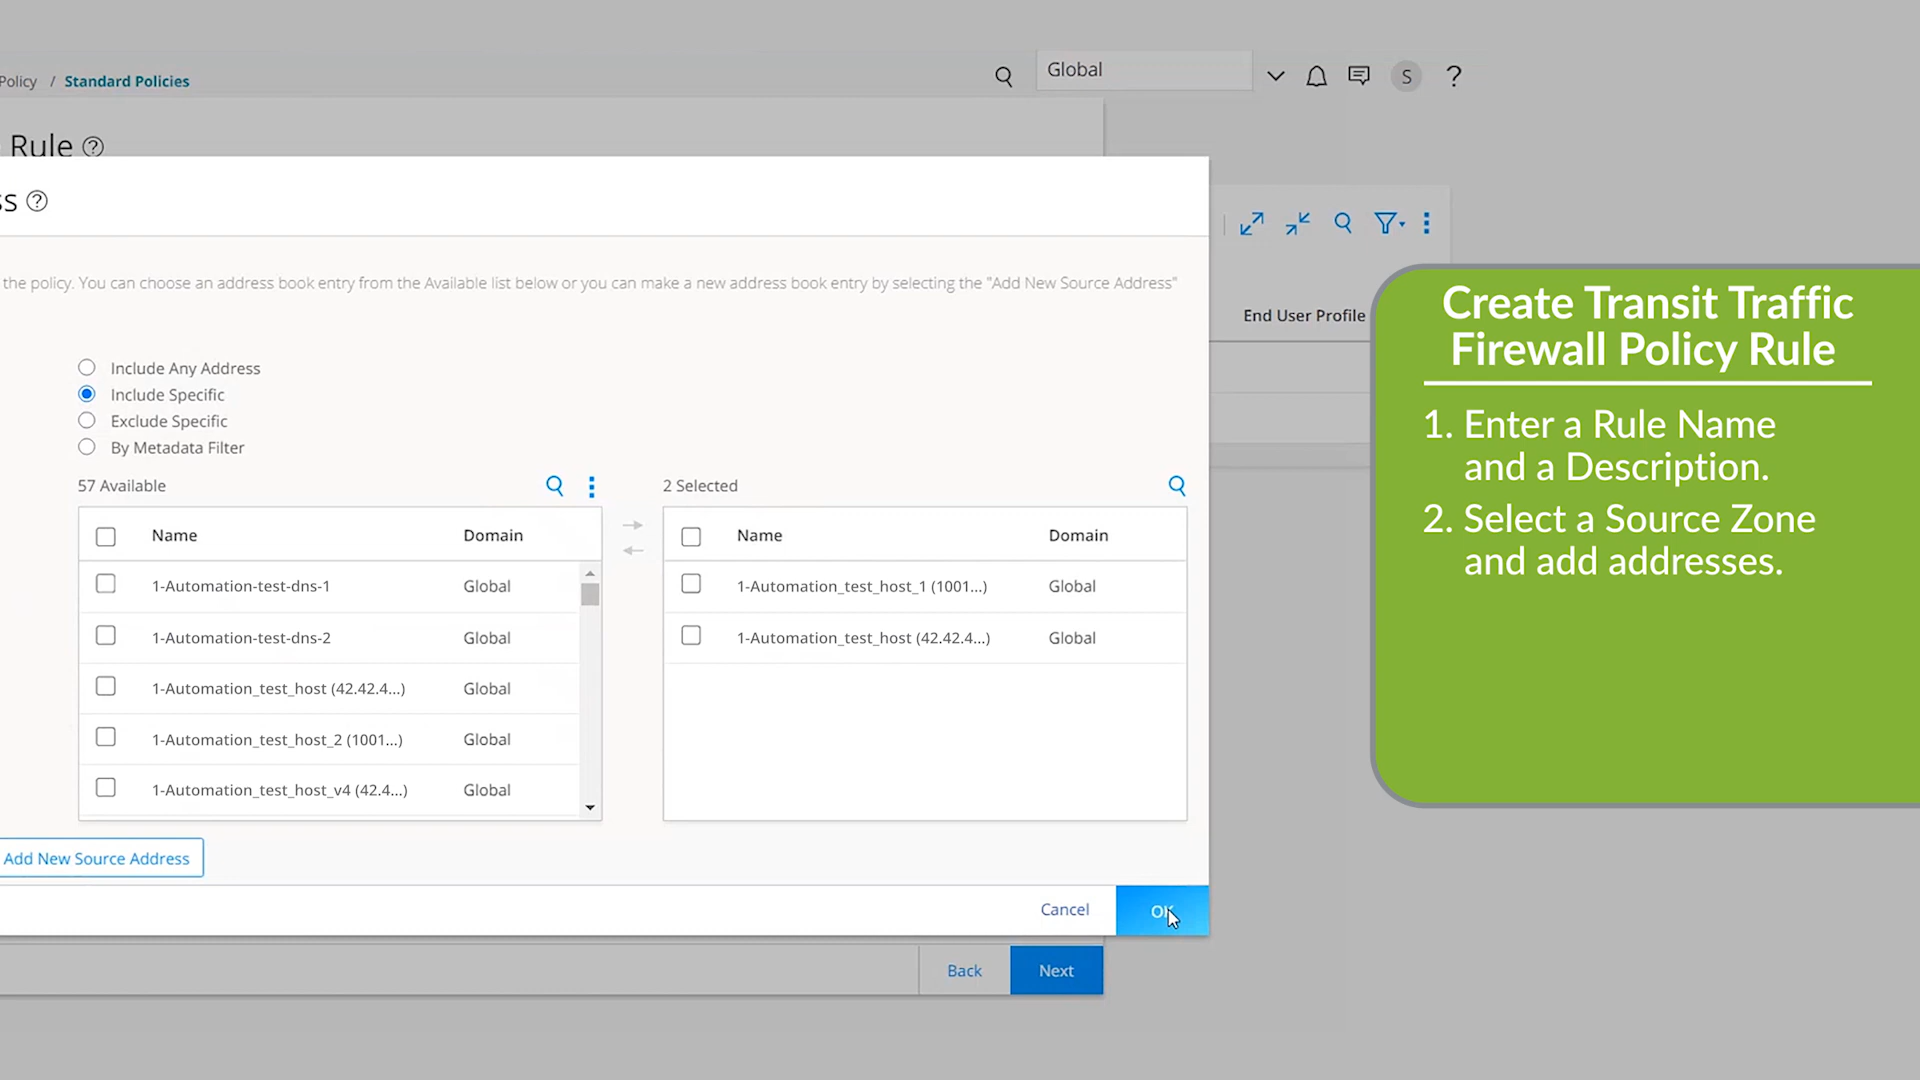 Policy / Standard Policies
Global
S
?
Rule ?
ss ?
the policy. You can choose an address book entry from the Available list below or you can make a new address book entry by selecting the "Add New Source Address"
Include Any Address
Include Specific
Exclude Specific
By Metadata Filter
57 Available
2 Selected
Name Domain
1-Automation-test-dns-1 Global
1-Automation-test-dns-2 Global
1-Automation_test_host (42.42.4...) Global
1-Automation_test_host_2 (1001...) Global
1-Automation_test_host_v4 (42.4...) Global
Name Domain
1-Automation_test_host_1 (1001...) Global
1-Automation_test_host (42.42.4...) Global
Add New Source Address
Cancel
OK
Back
Next
End User Profile
Create Transit Traffic
Firewall Policy Rule
1. Enter a Rule Name
and a Description.
2. Select a Source Zone
and add addresses.